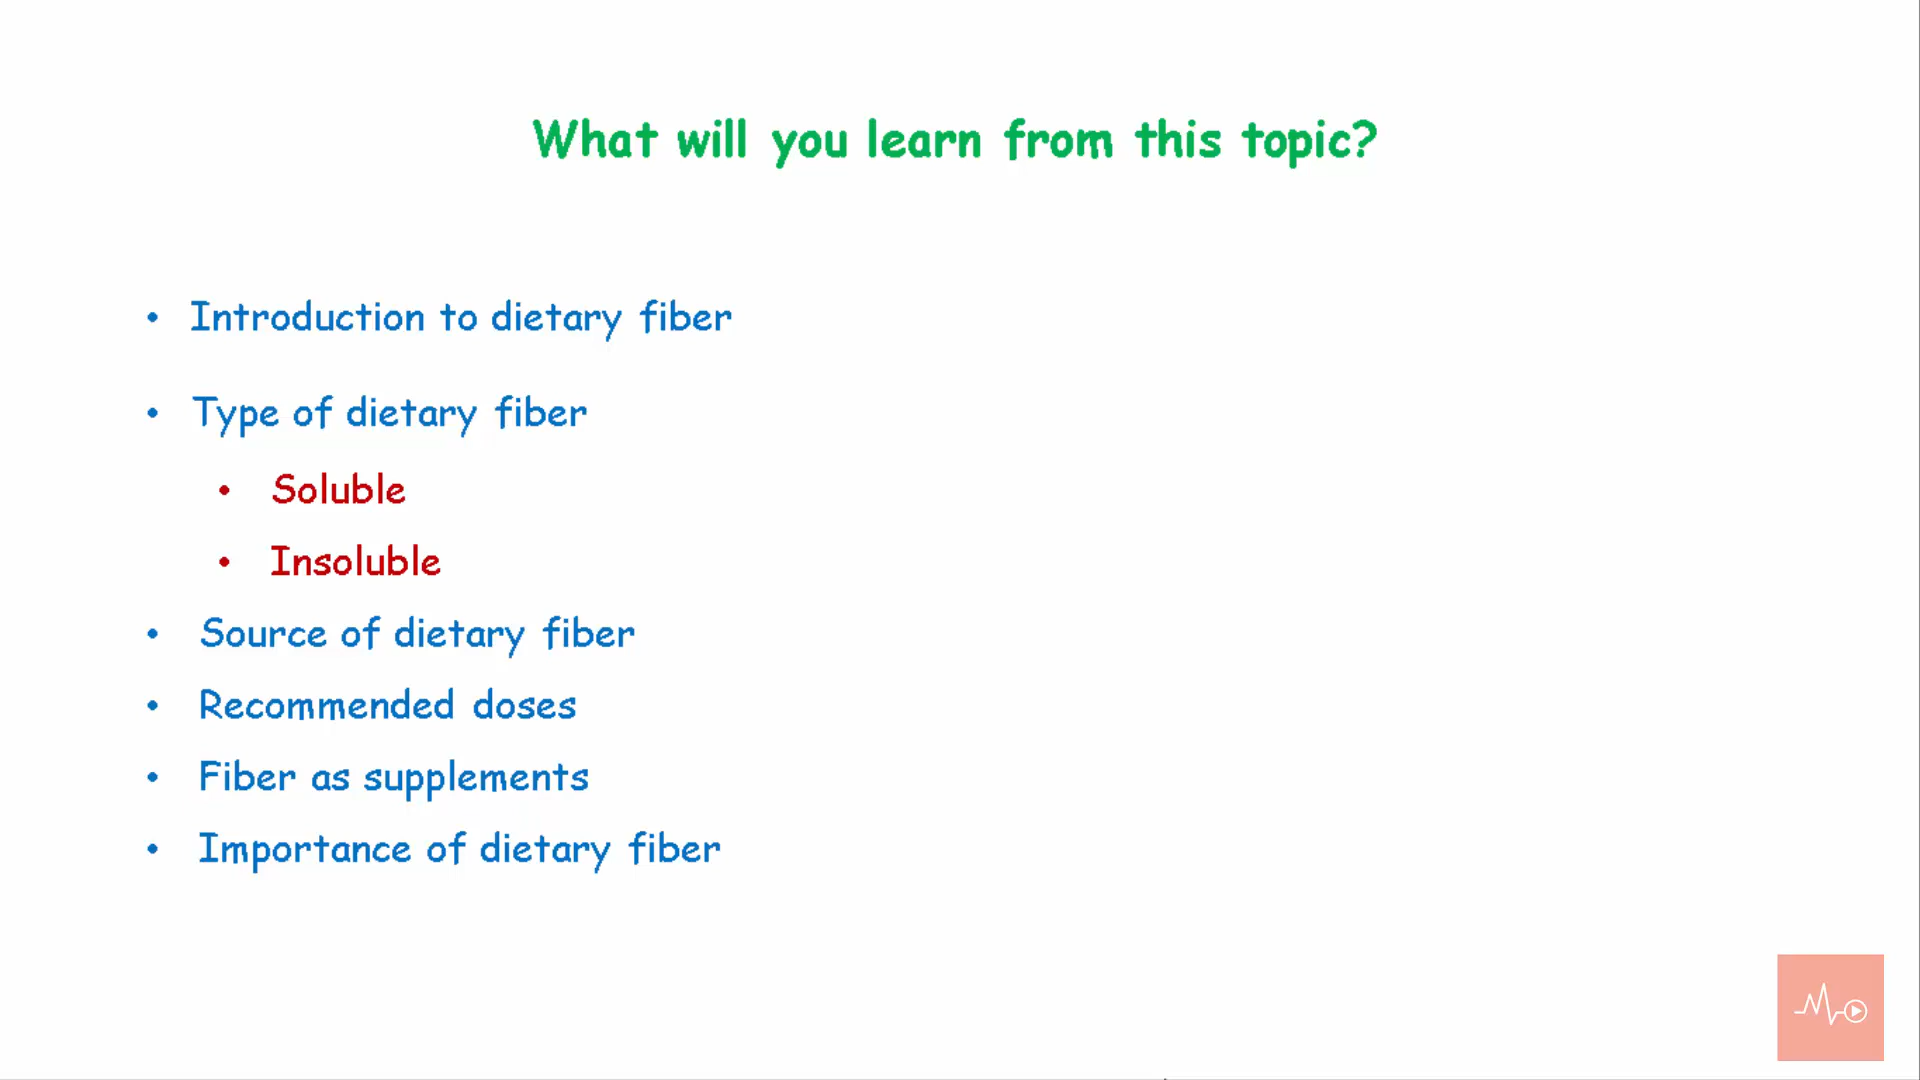 What will you learn from this topic?
• Introduction to dietary fiber
• Type of dietary fiber
• Soluble
• Insoluble
• Source of dietary fiber
• Recommended doses
• Fiber as supplements
• Importance of dietary fiber